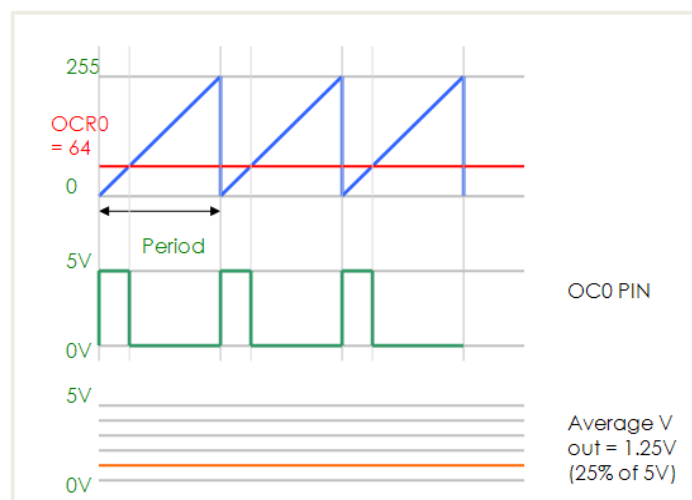 255
OCR0
= 64
0
Period
5V
OC0 PIN
0V
5V
Average V
out = 1.25V
(25% of 5V)
0V